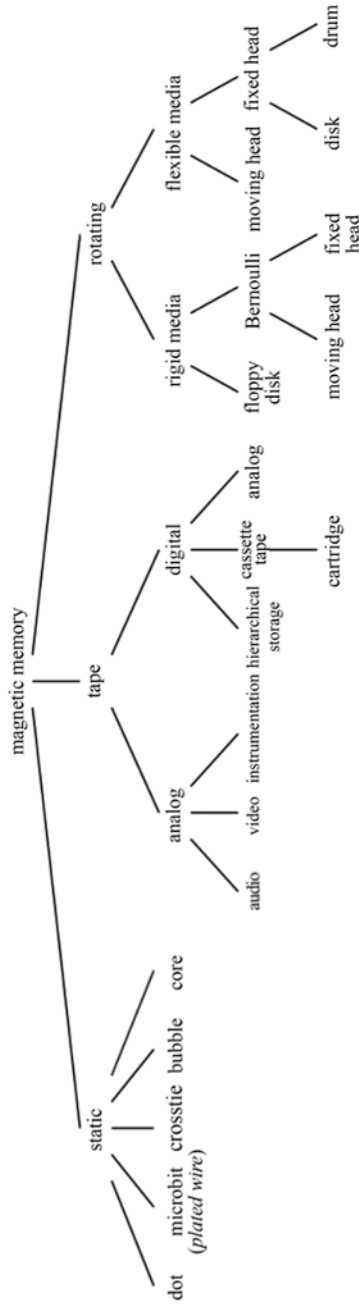 magnetic memory
static
tape
rotating
dot
microbit
(plated wire)
crosstie
bubble
core
analog
digital
rigid media
flexible media
audio
video
instrumentation
hierarchical
storage
cassette
tape
analog
floppy
disk
Bernoulli
moving head
fixed head
cartridge
moving head
fixed
head
disk
drum